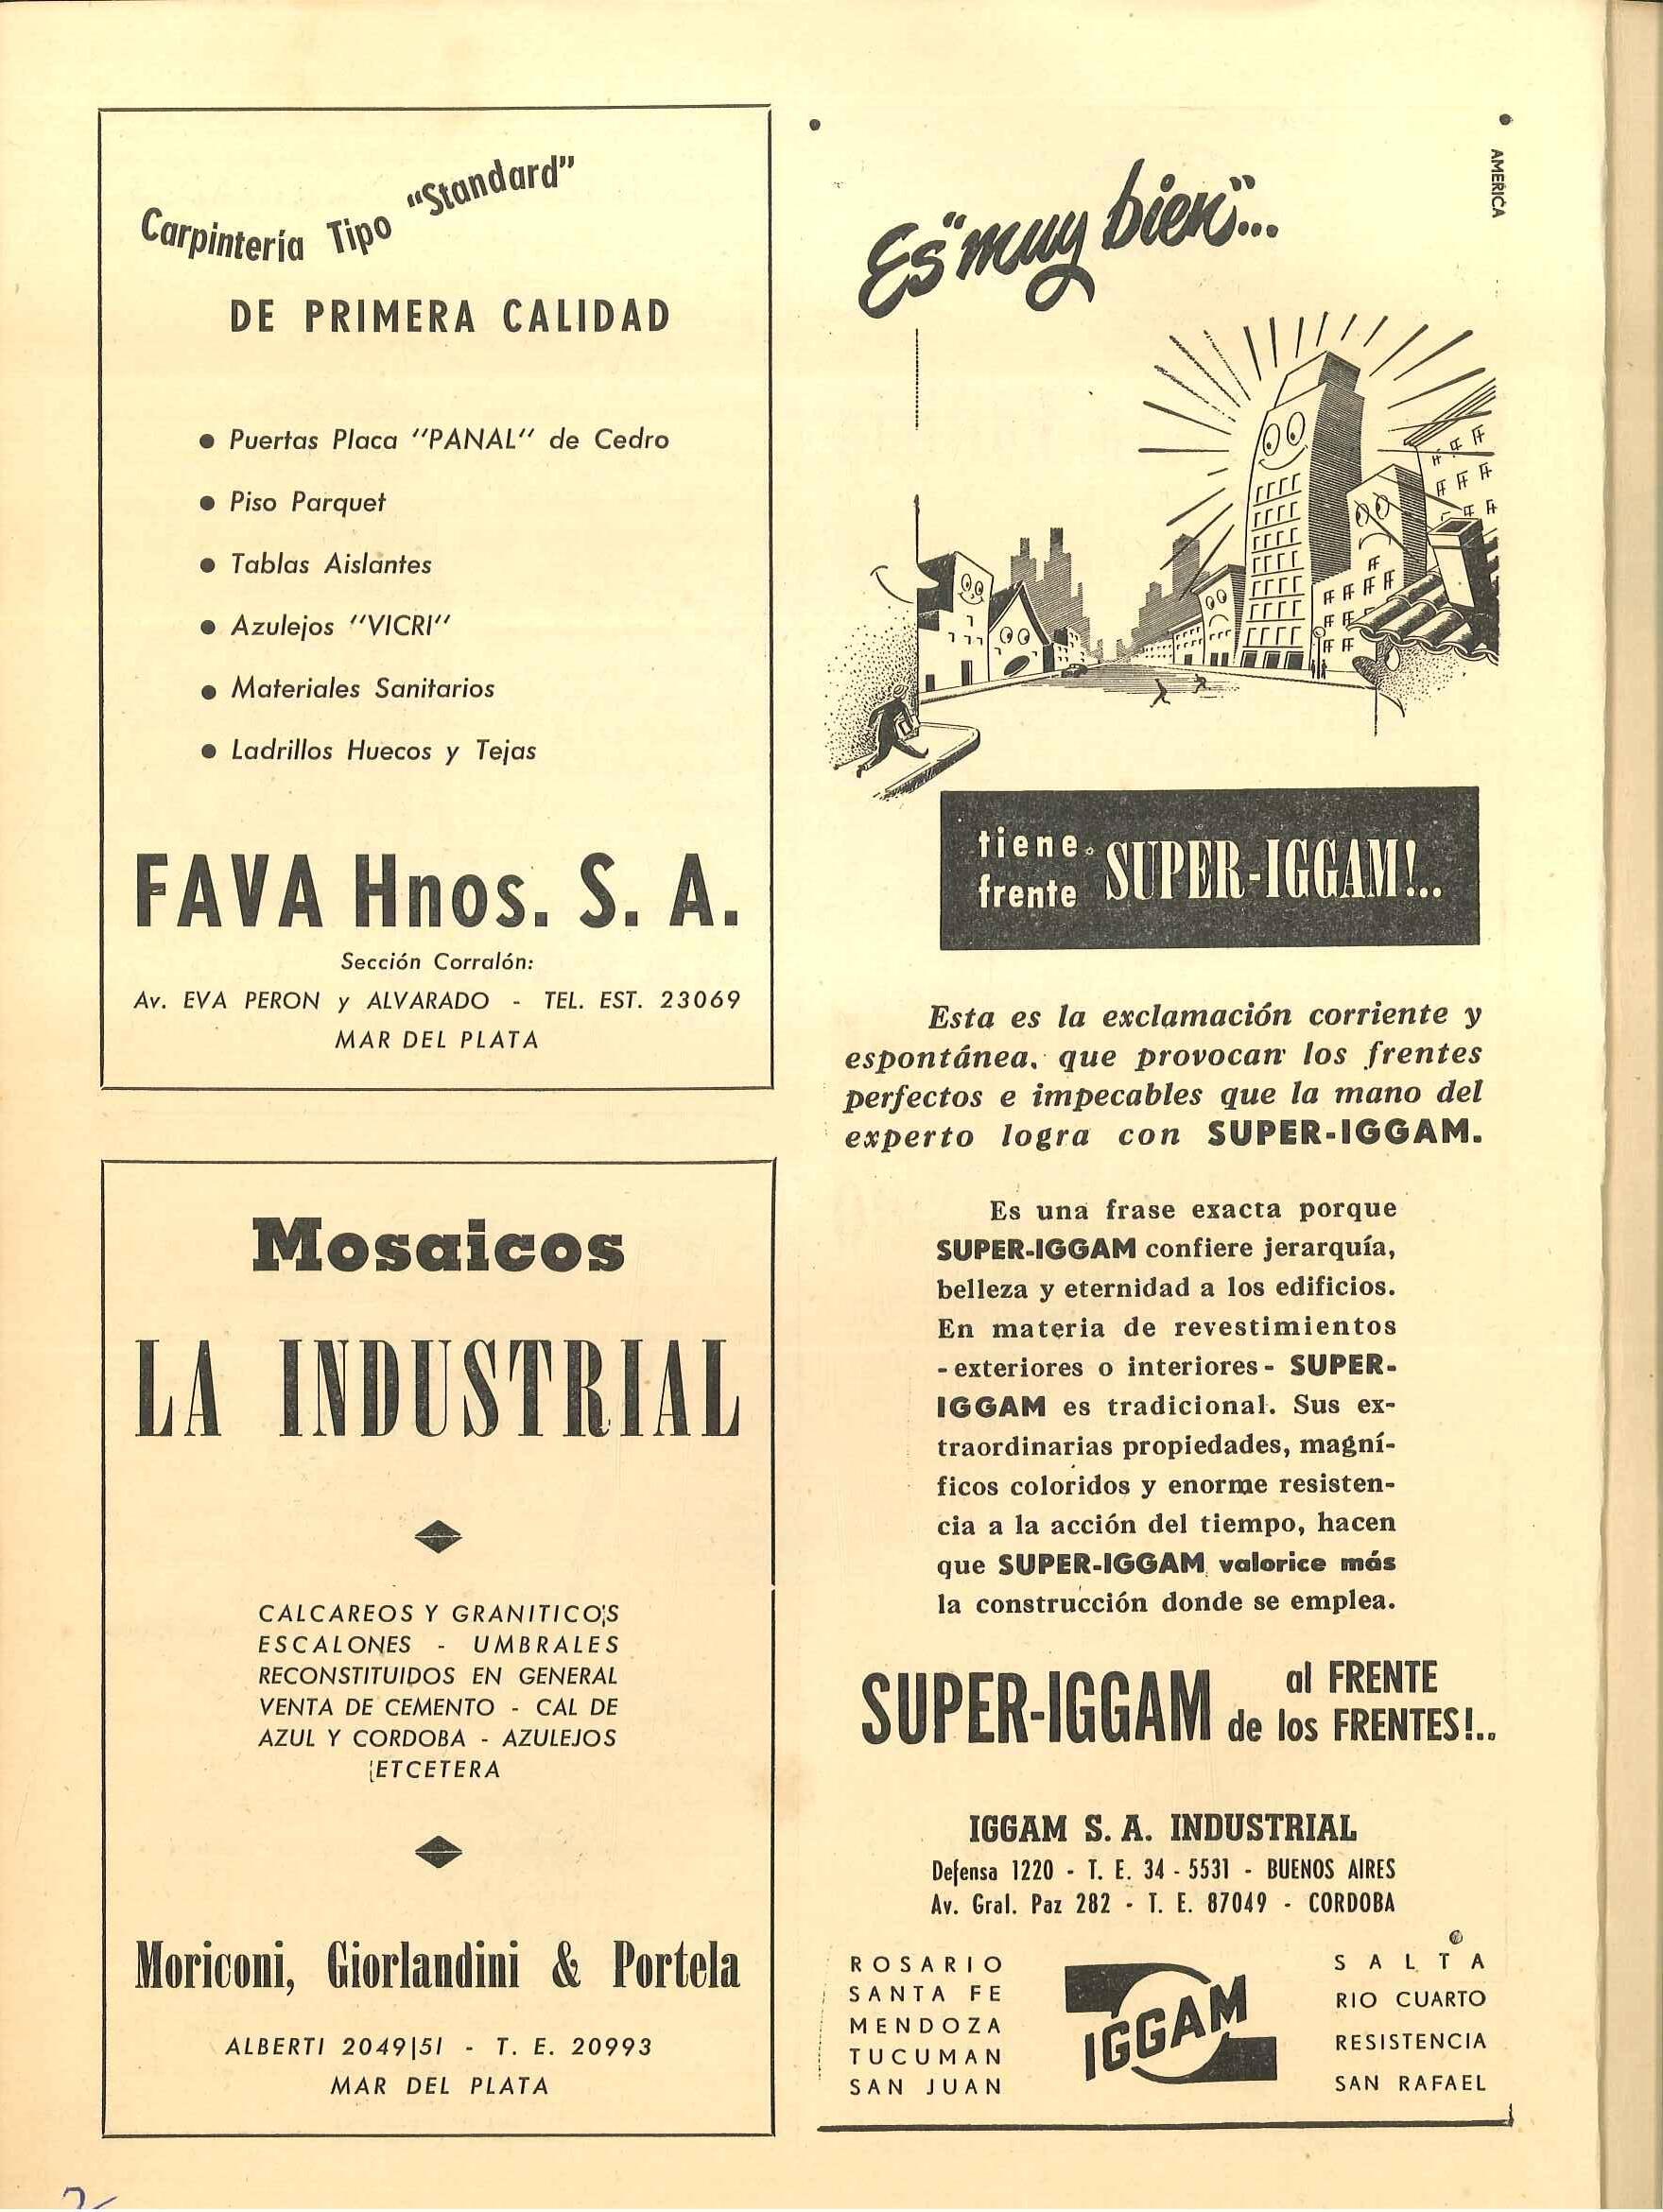 Carpintería Tipo "Standard"
DE PRIMERA CALIDAD
● Puertas Placa "PANAL" de Cedro
● Piso Parquet
● Tablas Aislantes
● Azulejos "VICRI"
● Materiales Sanitarios
● Ladrillos Huecos y Tejas
FAVA Hnos. S. A.
Sección Corralón:
Av. EVA PERON y ALVARADO - TEL. EST. 23069
MAR DEL PLATA
Mosaicos
LA INDUSTRIAL
CALCAREOS Y GRANITICOS
ESCALONES - UMBRALES
RECONSTITUIDOS EN GENERAL
VENTA DE CEMENTO - CAL DE
AZUL Y CORDOBA - AZULEJOS
ETCETERA
Moriconi, Giorlandini & Portela
ALBERTI 2049|51 - T. E. 20993
MAR DEL PLATA
AMERICA
Es "muy bien"...
tiene
frente SUPER-IGGAM!..
Esta es la exclamación corriente y
espontánea, que provocan los frentes
perfectos e impecables que la mano del
experto logra con SUPER-IGGAM.
Es una frase exacta porque
SUPER-IGGAM confiere jerarquía,
belleza y eternidad a los edificios.
En materia de revestimientos
-exteriores o interiores- SUPER-
IGGAM es tradicional. Sus ex-
traordinarias propiedades, magní-
ficos coloridos y enorme resisten-
cia a la acción del tiempo, hacen
que SUPER-IGGAM valorice más
la construcción donde se emplea.
SUPER-IGGAM al FRENTE
de los FRENTES!..
IGGAM S. A. INDUSTRIAL
Defensa 1220 - T. E. 34 - 5531 - BUENOS AIRES
Av. Gral. Paz 282 - T. E. 87049 - CORDOBA
ROSARIO
SANTA FE
MENDOZA
TUCUMAN
SAN JUAN
IGGAM
SALTA
RIO CUARTO
RESISTENCIA
SAN RAFAEL